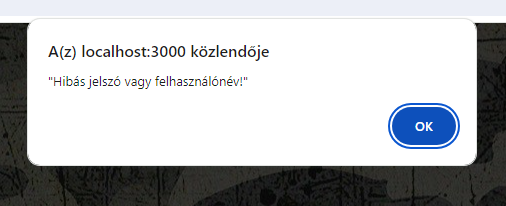 A(z) localhost:3000 közlendője
"Hibás jelszó vagy felhasználónév!"
OK